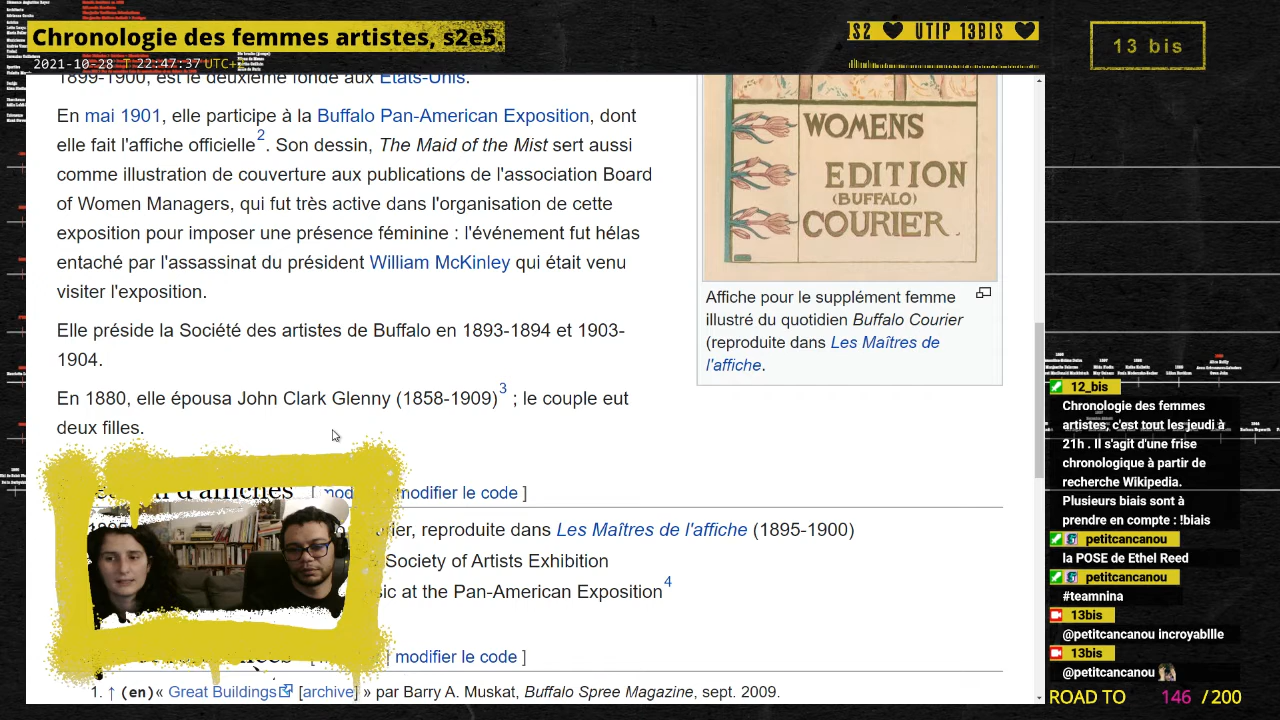 Chronologie des femmes artistes, s2e5
2021-10-28 T 22:47:37 UTC+
S2 ♥ UTIP 13BIS ♥
13 bis
1899-1900, est le deuxième fondé aux États-Unis.
En mai 1901, elle participe à la Buffalo Pan-American Exposition, dont
elle fait l'affiche officielle2. Son dessin, The Maid of the Mist sert aussi
comme illustration de couverture aux publications de l'association Board
of Women Managers, qui fut très active dans l'organisation de cette
exposition pour imposer une présence féminine : l'événement fut hélas
entaché par l'assassinat du président William McKinley qui était venu
visiter l'exposition.
Elle préside la Société des artistes de Buffalo en 1893-1894 et 1903-
1904.
En 1880, elle épousa John Clark Glenny (1858-1909)3 ; le couple eut
deux filles.
WOMENS
EDITION
(BUFFALO)
COURIER
Affiche pour le supplément femme
illustré du quotidien Buffalo Courier
(reproduite dans Les Maîtres de
l'affiche.
d'affiches [ mod modifier le code ]
rier, reproduite dans Les Maîtres de l'affiche (1895-1900)
Society of Artists Exhibition
sic at the Pan-American Exposition4
modifier le code ]
1. ↑ (en) « Great Buildings [archive] » par Barry A. Muskat, Buffalo Spree Magazine, sept. 2009.
12_bis
Chronologie des femmes
artistes, c'est tout les jeudi à
21h . Il s'agit d'une frise
chronologique à partir de
recherche Wikipedia.
Plusieurs biais sont à
prendre en compte : !biais
petitcancanou
la POSE de Ethel Reed
petitcancanou
#teamnina
13bis
@petitcancanou incroyabllle
13bis
@petitcancanou
ROAD TO 146 / 200